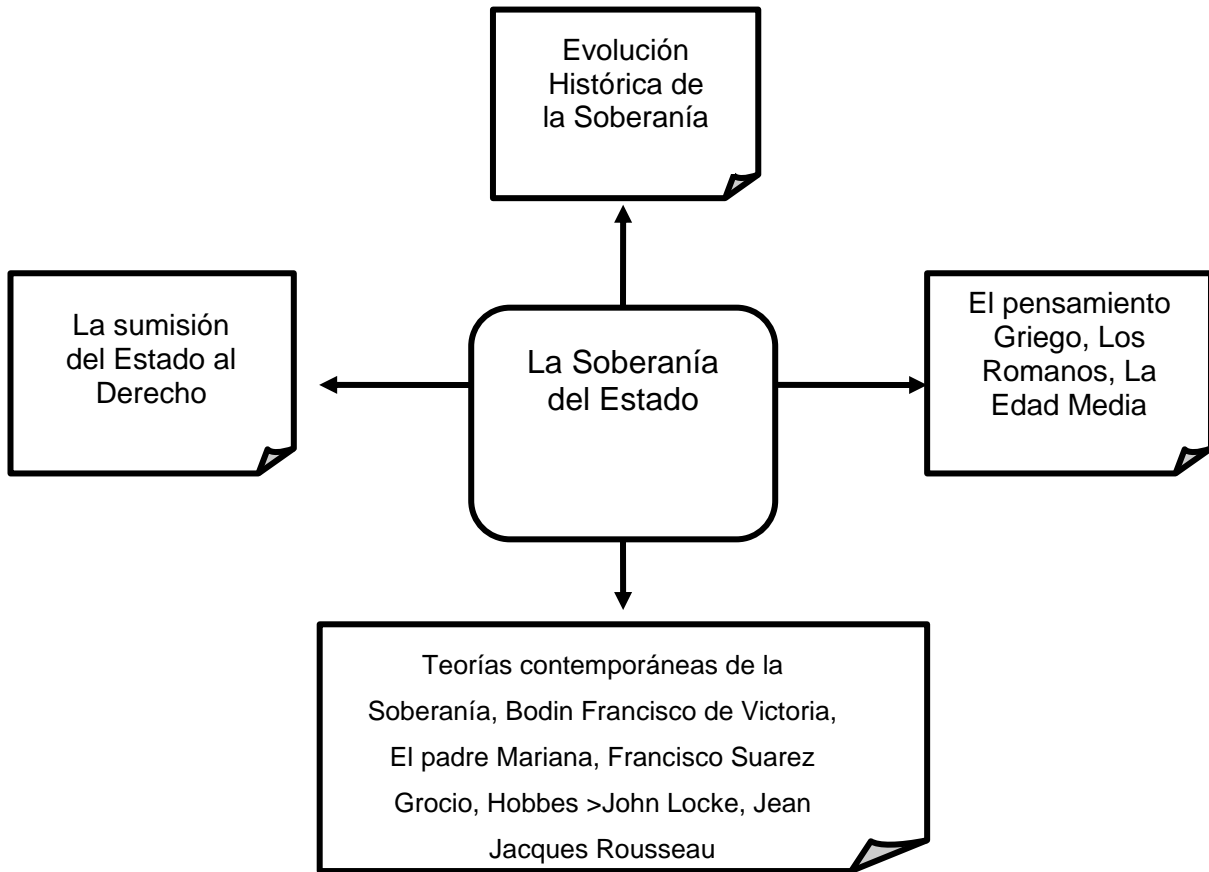 Evolución
Histórica de
la Soberanía
La sumisión
del Estado al
Derecho
La Soberanía
del Estado
El pensamiento
Griego, Los
Romanos, La
Edad Media
Teorías contemporáneas de la
Soberanía, Bodin Francisco de Victoria,
El padre Mariana, Francisco Suarez
Grocio, Hobbes >John Locke, Jean
Jacques Rousseau